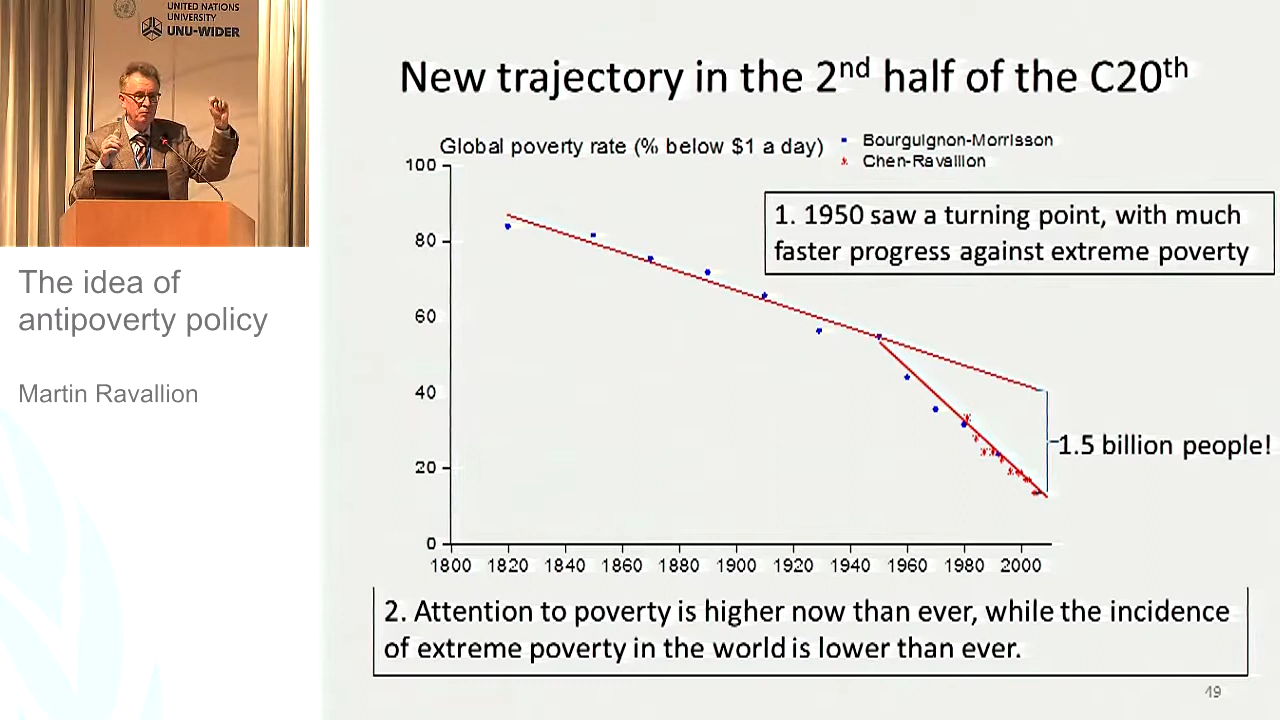 UNITED NATIONS
UNIVERSITY
UNU-WIDER
The idea of
antipoverty policy
Martin Ravallion
New trajectory in the 2nd half of the C20th
Global poverty rate (% below $1 a day)
Bourguignon-Morrisson
Chen-Ravallion
100
80
60
40
20
0
1800 1820 1840 1860 1880 1900 1920 1940 1960 1980 2000
1. 1950 saw a turning point, with much
faster progress against extreme poverty
1.5 billion people!
2. Attention to poverty is higher now than ever, while the incidence
of extreme poverty in the world is lower than ever.
19